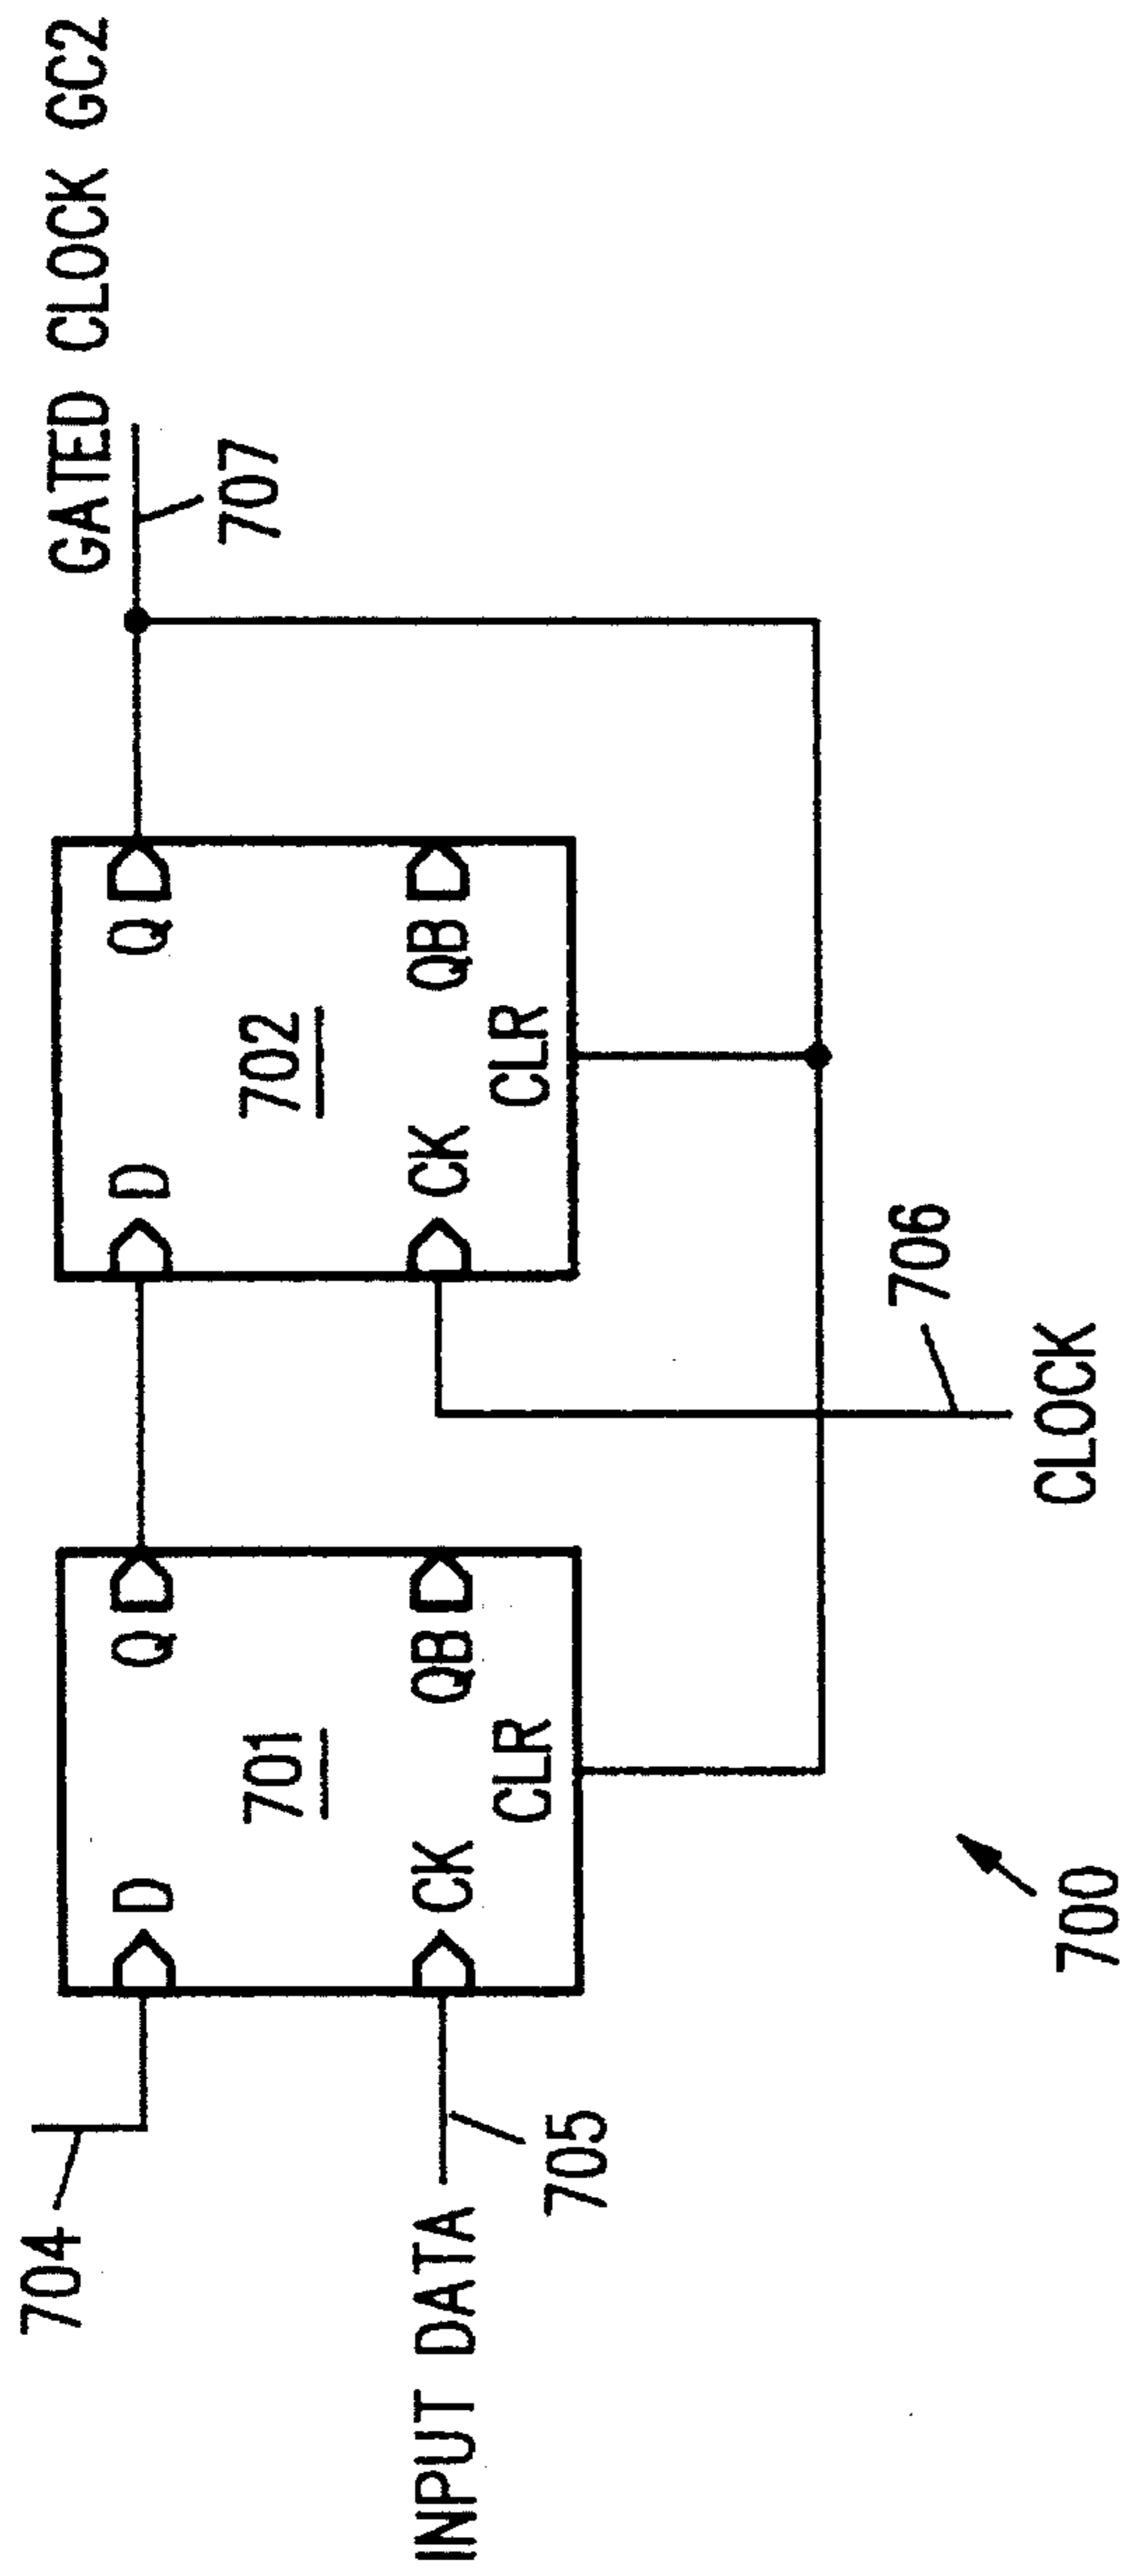 GATED CLOCK GC2
707
704
D
Q
701
CK
QB
CLR
D
Q
702
CK
QB
CLR
INPUT DATA
705
706
CLOCK
700